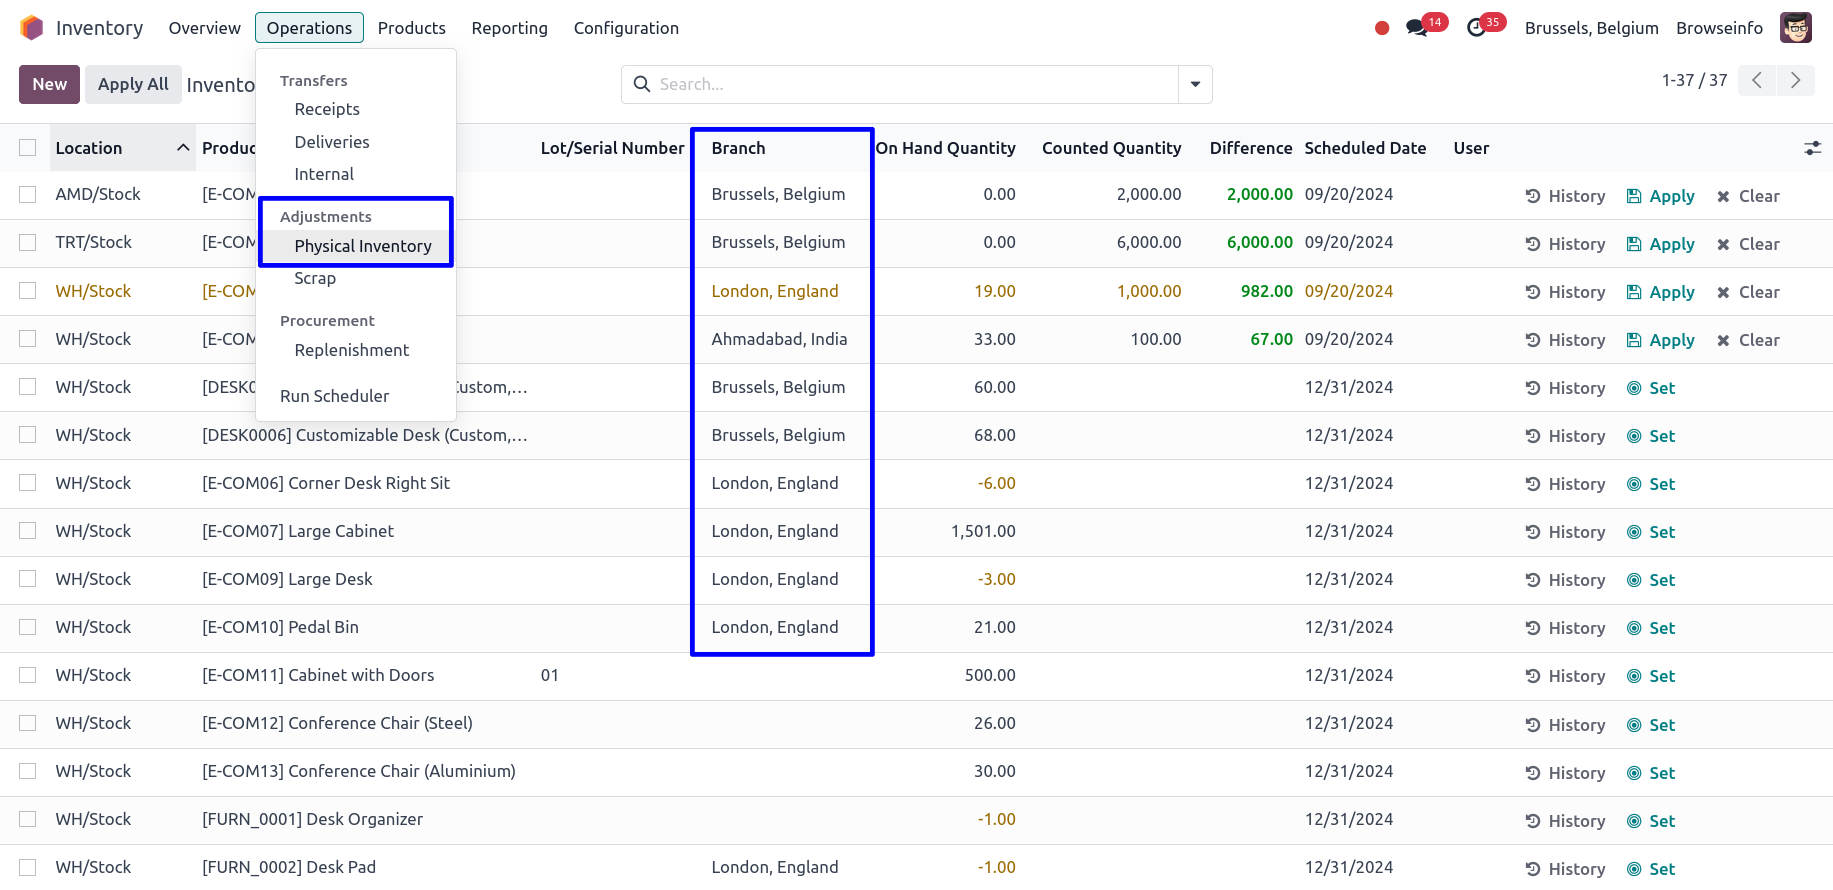 Inventory Overview Operations Products Reporting Configuration 14 35 Brussels, Belgium Browseinfo
New Apply All Invento Search... 1-37 / 37
Transfers
Receipts
Deliveries
Internal
Adjustments
Physical Inventory
Scrap
Procurement
Replenishment
Run Scheduler
Location Produc Lot/Serial Number Branch On Hand Quantity Counted Quantity Difference Scheduled Date User
AMD/Stock [E-COM Brussels, Belgium 0.00 2,000.00 2,000.00 09/20/2024 History Apply Clear
TRT/Stock [E-COM Brussels, Belgium 0.00 6,000.00 6,000.00 09/20/2024 History Apply Clear
WH/Stock [E-COM London, England 19.00 1,000.00 982.00 09/20/2024 History Apply Clear
WH/Stock [E-COM Ahmadabad, India 33.00 100.00 67.00 09/20/2024 History Apply Clear
WH/Stock [DESK0 Custom,... Brussels, Belgium 60.00 12/31/2024 History Set
WH/Stock [DESK0006] Customizable Desk (Custom,... Brussels, Belgium 68.00 12/31/2024 History Set
WH/Stock [E-COM06] Corner Desk Right Sit London, England -6.00 12/31/2024 History Set
WH/Stock [E-COM07] Large Cabinet London, England 1,501.00 12/31/2024 History Set
WH/Stock [E-COM09] Large Desk London, England -3.00 12/31/2024 History Set
WH/Stock [E-COM10] Pedal Bin London, England 21.00 12/31/2024 History Set
WH/Stock [E-COM11] Cabinet with Doors 01 500.00 12/31/2024 History Set
WH/Stock [E-COM12] Conference Chair (Steel) 26.00 12/31/2024 History Set
WH/Stock [E-COM13] Conference Chair (Aluminium) 30.00 12/31/2024 History Set
WH/Stock [FURN_0001] Desk Organizer -1.00 12/31/2024 History Set
WH/Stock [FURN_0002] Desk Pad London, England -1.00 12/31/2024 History Set